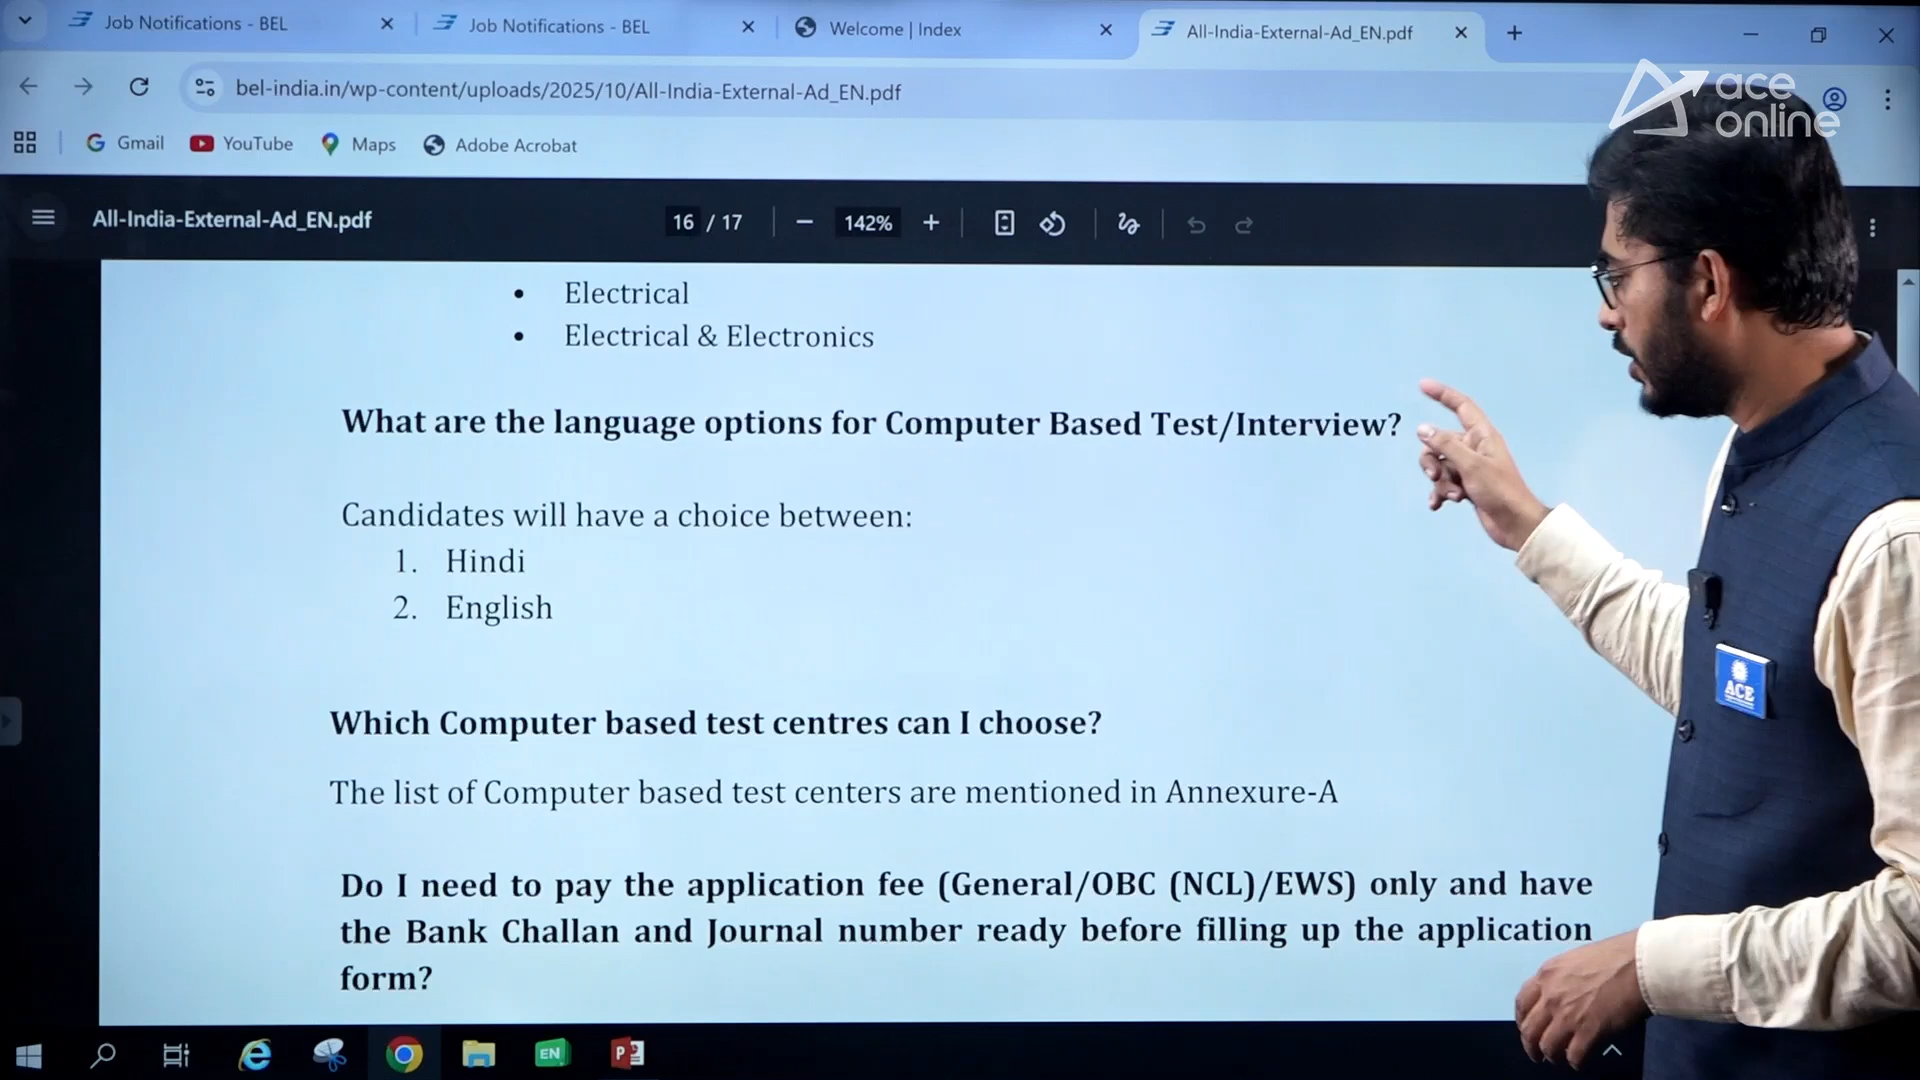 Job Notifications - BEL
Job Notifications - BEL
Welcome | Index
All-India-External-Ad_EN.pdf
bel-india.in/wp-content/uploads/2025/10/All-India-External-Ad_EN.pdf
ace
online
Gmail
YouTube
Maps
Adobe Acrobat
All-India-External-Ad_EN.pdf
16 / 17
142%
• Electrical
• Electrical & Electronics
What are the language options for Computer Based Test/Interview?
Candidates will have a choice between:
1. Hindi
2. English
ACE
Which Computer based test centres can I choose?
The list of Computer based test centers are mentioned in Annexure-A
Do I need to pay the application fee (General/OBC (NCL)/EWS) only and have
the Bank Challan and Journal number ready before filling up the application
form?
EN